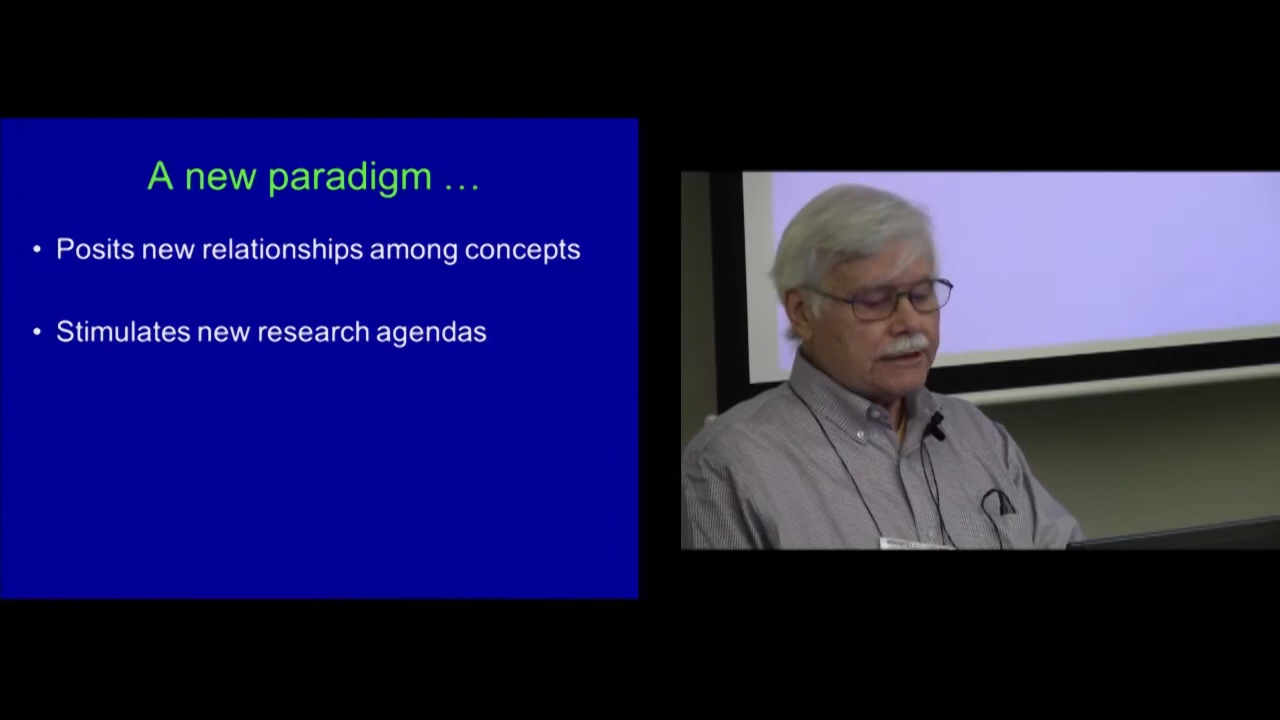 A new paradigm …
• Posits new relationships among concepts
• Stimulates new research agendas